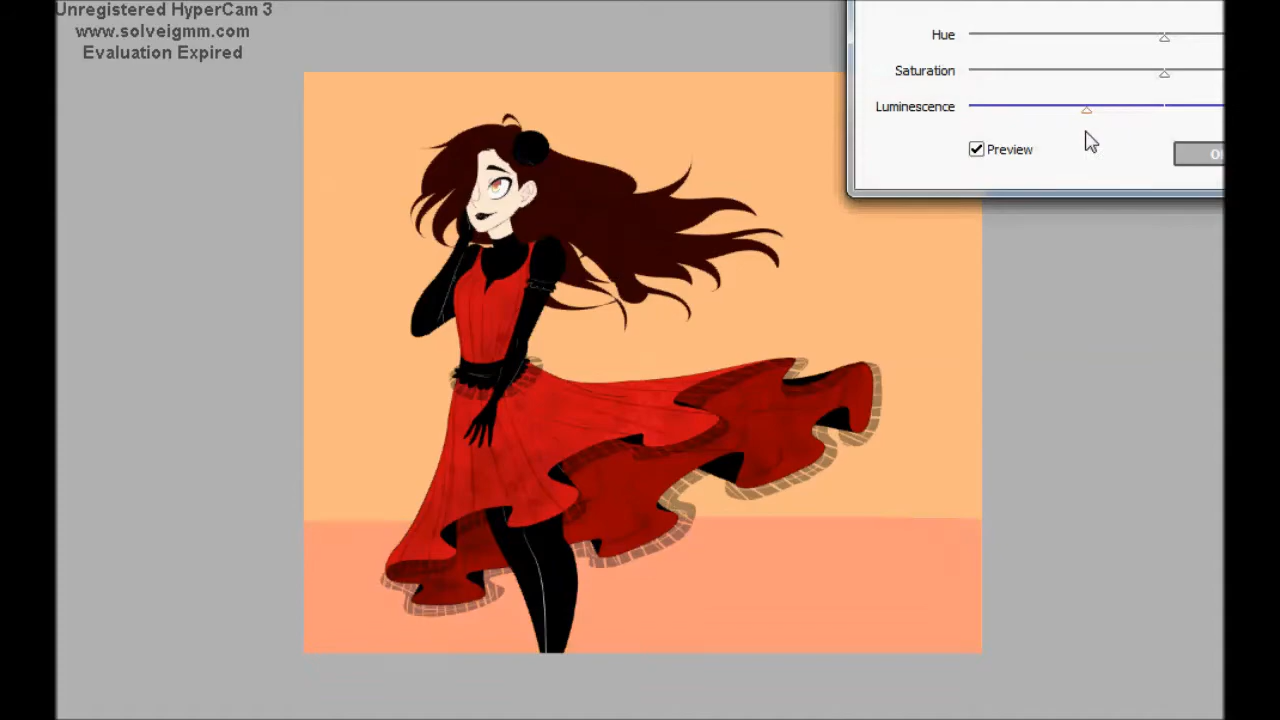 Unregistered HyperCam 3
www.solveigmm.com
Evaluation Expired
Hue
Saturation
Luminescence
Preview